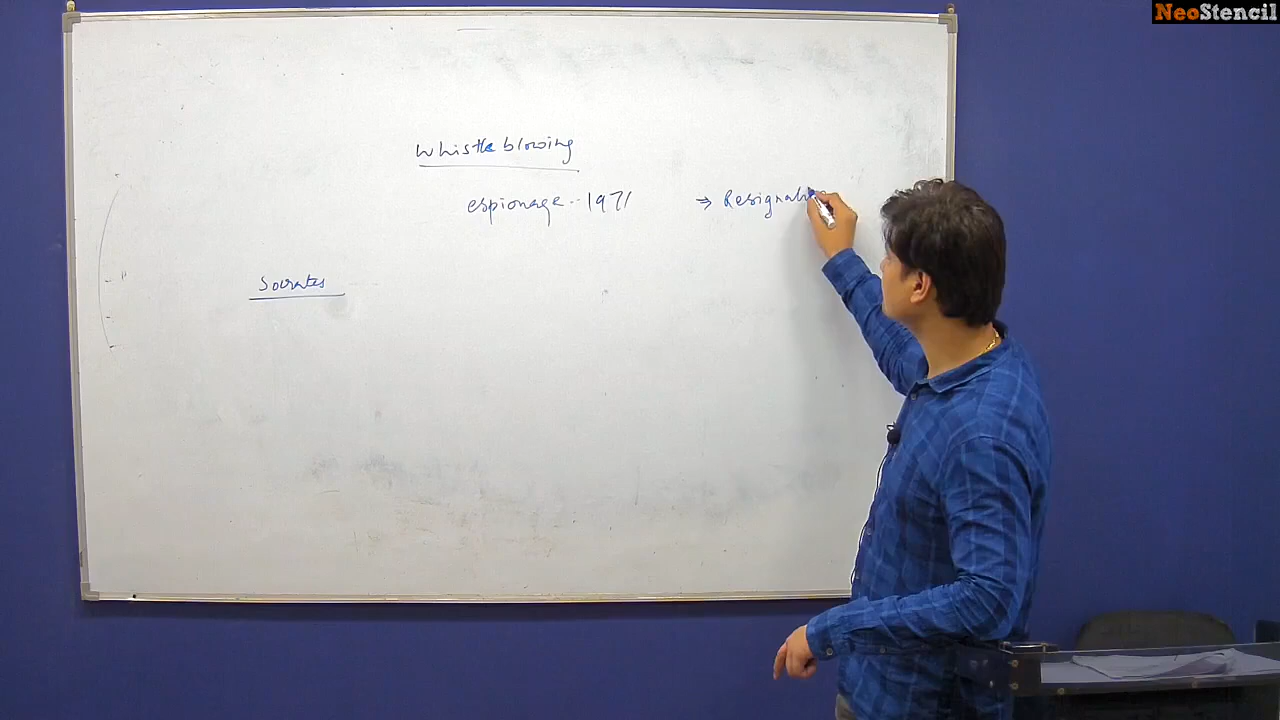 NeoStencil
Whistle blowing
espionage - 1971 → Resignati
Socrates